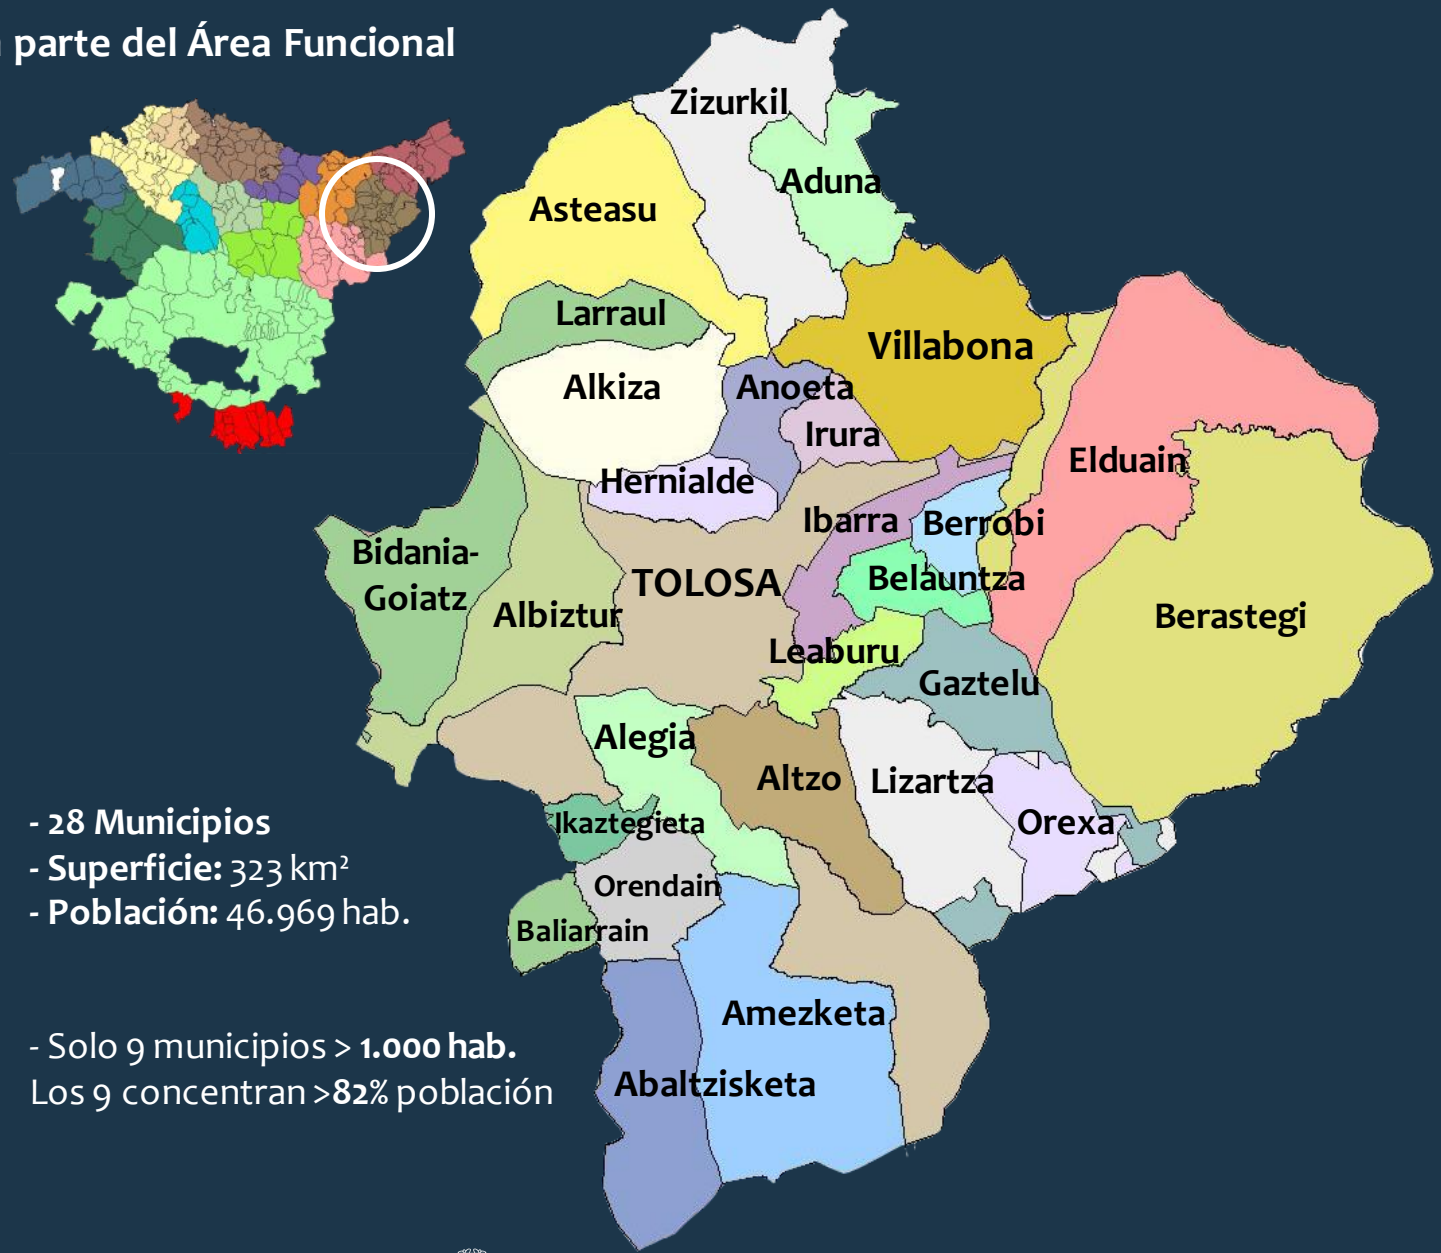 parte del Área Funcional
Zizurkil
Aduna
Asteasu
Larraul
Villabona
Alkiza
Anoeta
Irura
Elduain
Hernialde
Ibarra
Berrobi
Bidania-
Goiatz
TOLOSA
Belauntza
Albiztur
Berastegi
Leaburu
Gaztelu
Alegia
Altzo
Lizartza
Ikaztegieta
Orexa
Orendain
Baliarrain
Amezketa
Abaltzisketa
- 28 Municipios
- Superficie: 323 km²
- Población: 46.969 hab.
- Solo 9 municipios > 1.000 hab.
Los 9 concentran >82% población